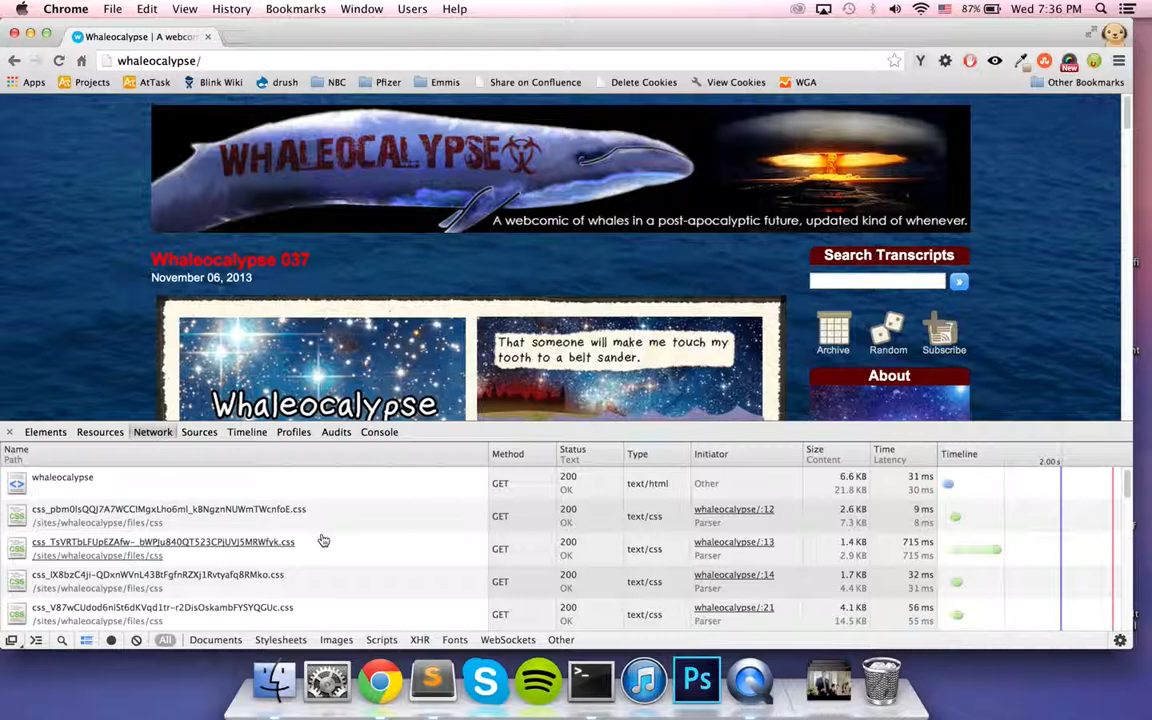 Chrome File Edit View History Bookmarks Window Users Help 87% Wed 7:36 PM
Whaleocalypse | A webcom
whaleocalypse/
Y
New
Apps Projects AtTask Blink Wiki drush NBC Pfizer Emmis Share on Confluence Delete Cookies View Cookies WGA Other Bookmarks
WHALEOCALYPSE
A webcomic of whales in a post-apocalyptic future, updated kind of whenever.
Whaleocalypse 037
November 06, 2013
Search Transcripts
»
That someone will make me touch my
tooth to a belt sander.
Whaleocalypse
Archive Random Subscribe
About
× Elements Resources Network Sources Timeline Profiles Audits Console
Name Method Status Type Initiator Size Time Timeline
Path Text Content Latency 2.00s
whaleocalypse GET 200 text/html Other 6.6 KB 31 ms
OK 21.8 KB 30 ms
css_pbm0lsQQJ7A7WCClMgxLho6ml_kBNgznNUWmTWcnfoE.css GET 200 text/css whaleocalypse/:12 2.6 KB 9 ms
/sites/whaleocalypse/files/css OK Parser 7.3 KB 8 ms
css_TsVRTbLFUpEZAfw-_bWPJu840QT523CPjUVJ5MRWfyk.css GET 200 text/css whaleocalypse/:13 1.4 KB 715 ms
/sites/whaleocalypse/files/css OK Parser 2.9 KB 715 ms
css_lX8bzC4ji-QDxnWVnL43BtFgfnRZXj1Rvtyafq8RMko.css GET 200 text/css whaleocalypse/:14 1.7 KB 32 ms
/sites/whaleocalypse/files/css OK Parser 4.4 KB 31 ms
css_V87wCUdod6nlSt6dKVqd1tr-r2DisOskambFYSYQGUc.css GET 200 text/css whaleocalypse/:21 4.1 KB 56 ms
/sites/whaleocalypse/files/css OK Parser 14.5 KB 55 ms
All Documents Stylesheets Images Scripts XHR Fonts WebSockets Other
CSS
S
Ps